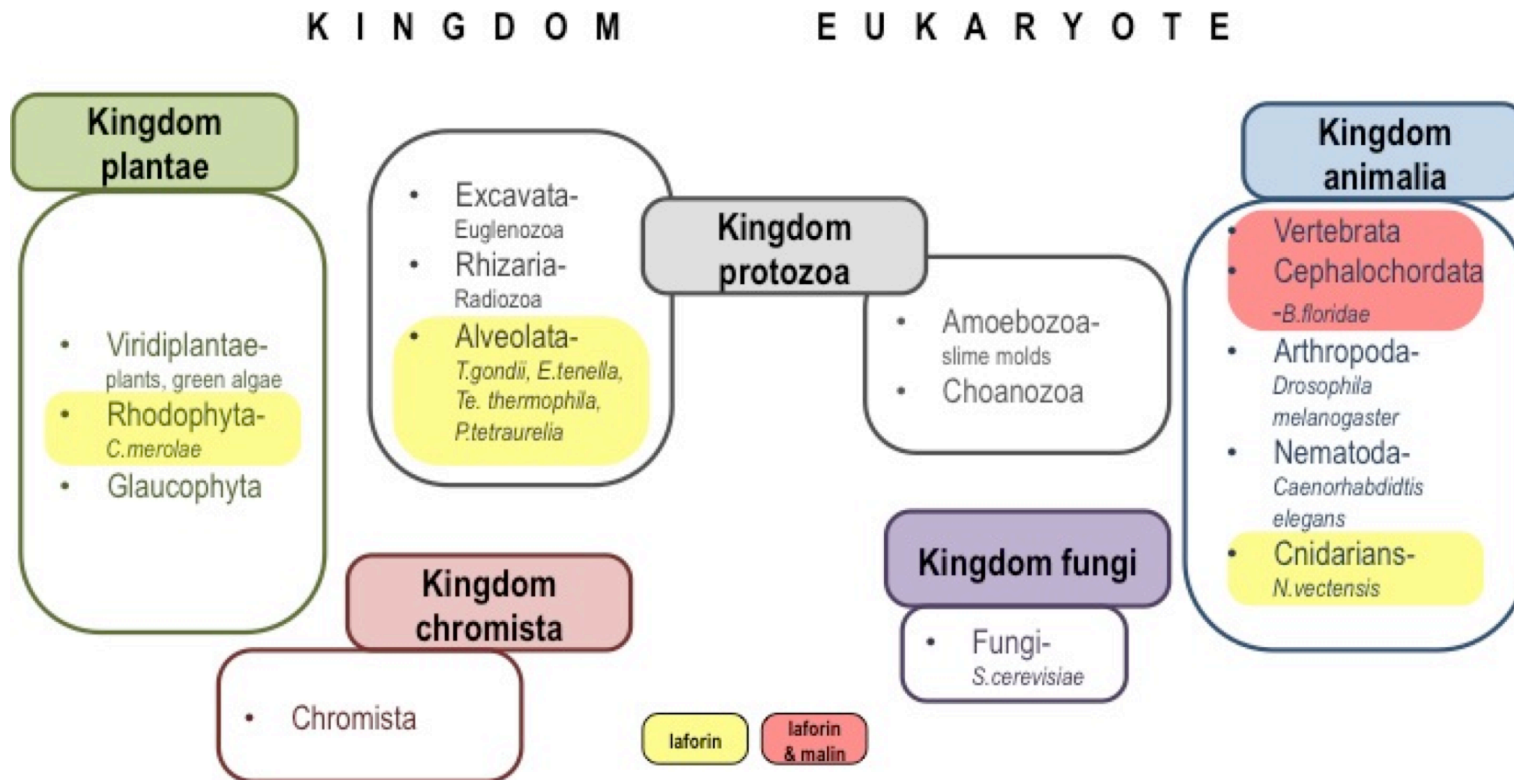 KINGDOM EUKARYOTE
Kingdom
plantae
• Viridiplantae-
plants, green algae
• Rhodophyta-
C.merolae
• Glaucophyta
• Excavata-
Euglenozoa
• Rhizaria-
Radiozoa
• Alveolata-
T.gondii, E.tenella,
Te. thermophila,
P.tetraurelia
Kingdom
protozoa
• Amoebozoa-
slime molds
• Choanozoa
Kingdom
animalia
• Vertebrata
• Cephalochordata
-B.floridae
• Arthropoda-
Drosophila
melanogaster
• Nematoda-
Caenorhabdidtis
elegans
• Cnidarians-
N.vectensis
Kingdom
chromista
• Chromista
Kingdom fungi
• Fungi-
S.cerevisiae
laforin
laforin
& malin